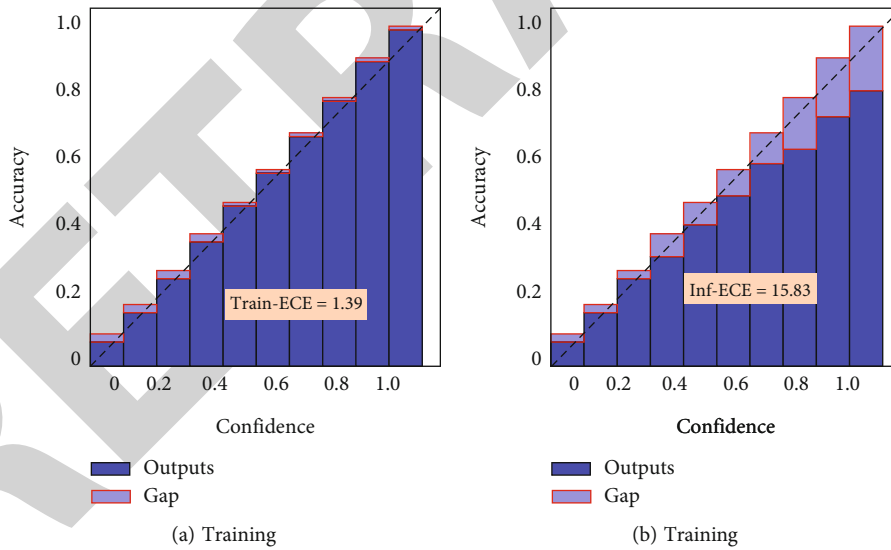 1.0
0.8
0.6
0.4
0.2
0
Accuracy
Train-ECE = 1.39
0 0.2 0.4 0.6 0.8 1.0
Confidence
Outputs
Gap
(a) Training
1.0
0.8
0.6
0.4
0.2
0
Accuracy
Inf-ECE = 15.83
0 0.2 0.4 0.6 0.8 1.0
Confidence
Outputs
Gap
(b) Training
RETRA